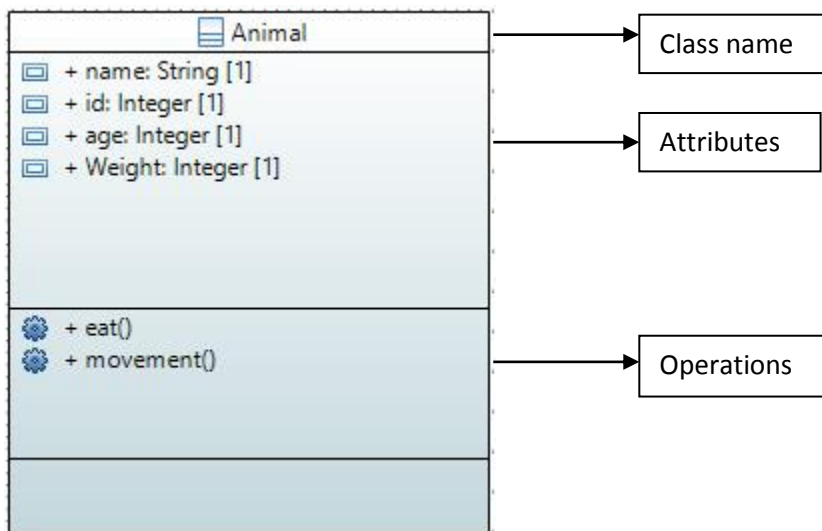 Animal
Class name
+ name: String [1]
+ id: Integer [1]
+ age: Integer [1]
Attributes
+ Weight: Integer [1]
+ eat()
+ movement()
Operations